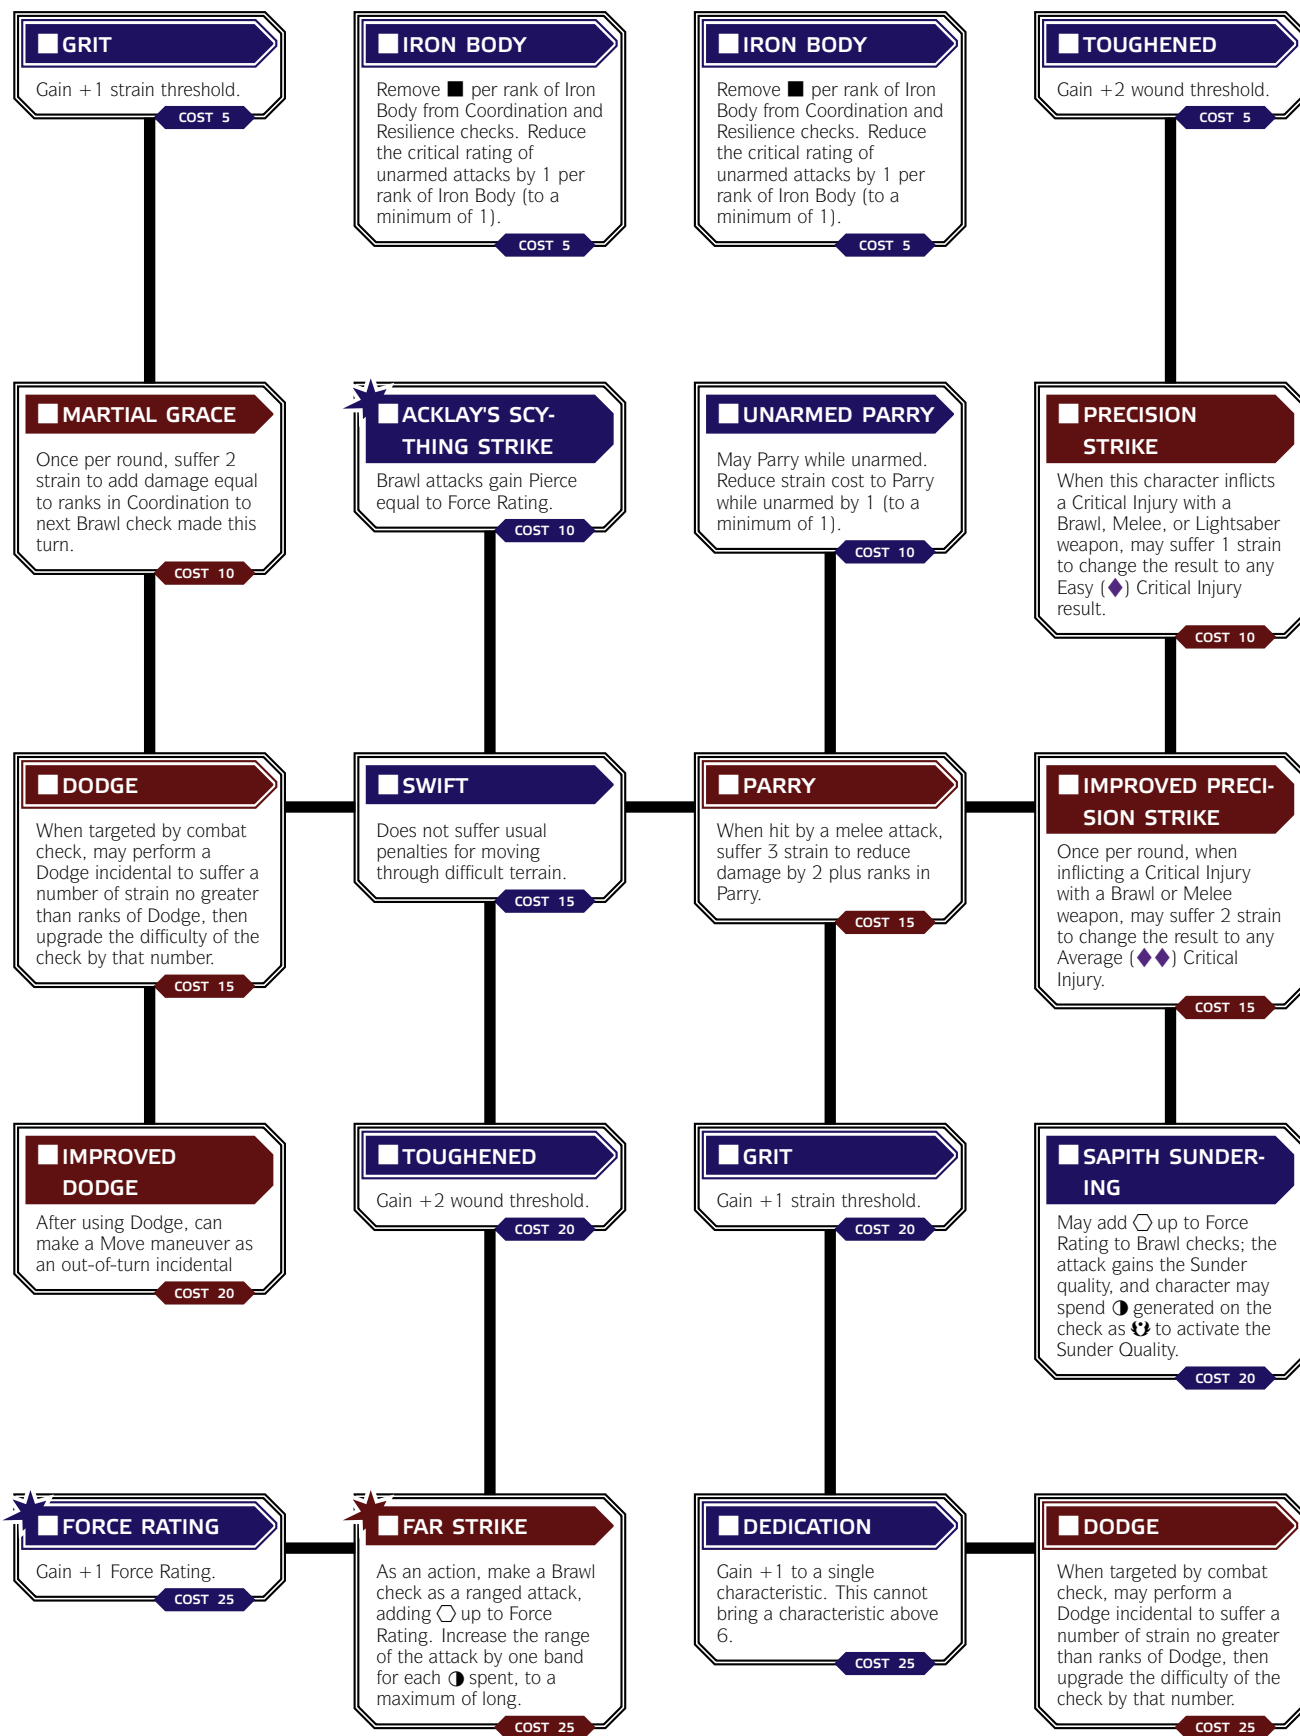 GRIT
Gain +1 strain threshold.
COST 5
IRON BODY
Remove ■ per rank of Iron
Body from Coordination and
Resilience checks. Reduce
the critical rating of
unarmed attacks by 1 per
rank of Iron Body (to a
minimum of 1).
COST 5
IRON BODY
Remove ■ per rank of Iron
Body from Coordination and
Resilience checks. Reduce
the critical rating of
unarmed attacks by 1 per
rank of Iron Body (to a
minimum of 1).
COST 5
TOUGHENED
Gain +2 wound threshold.
COST 5
MARTIAL GRACE
Once per round, suffer 2
strain to add damage equal
to ranks in Coordination to
next Brawl check made this
turn.
COST 10
ACKLAY'S SCY-
THING STRIKE
Brawl attacks gain Pierce
equal to Force Rating.
COST 10
UNARMED PARRY
May Parry while unarmed.
Reduce strain cost to Parry
while unarmed by 1 (to a
minimum of 1).
COST 10
PRECISION
STRIKE
When this character inflicts
a Critical Injury with a
Brawl, Melee, or Lightsaber
weapon, may suffer 1 strain
to change the result to any
Easy (◆) Critical Injury
result.
COST 10
DODGE
When targeted by combat
check, may perform a
Dodge incidental to suffer a
number of strain no greater
than ranks of Dodge, then
upgrade the difficulty of the
check by that number.
COST 15
SWIFT
Does not suffer usual
penalties for moving
through difficult terrain.
COST 15
PARRY
When hit by a melee attack,
suffer 3 strain to reduce
damage by 2 plus ranks in
Parry.
COST 15
IMPROVED PRECI-
SION STRIKE
Once per round, when
inflicting a Critical Injury
with a Brawl or Melee
weapon, may suffer 2 strain
to change the result to any
Average (◆◆) Critical
Injury.
COST 15
IMPROVED
DODGE
After using Dodge, can
make a Move maneuver as
an out-of-turn incidental
COST 20
TOUGHENED
Gain +2 wound threshold.
COST 20
GRIT
Gain +1 strain threshold.
COST 20
SAPITH SUNDER-
ING
May add ⬡ up to Force
Rating to Brawl checks; the
attack gains the Sunder
quality, and character may
spend ◑ generated on the
check as to activate the
Sunder Quality.
COST 20
FORCE RATING
Gain +1 Force Rating.
COST 25
FAR STRIKE
As an action, make a Brawl
check as a ranged attack,
adding ⬡ up to Force
Rating. Increase the range
of the attack by one band
for each ◑ spent, to a
maximum of long.
COST 25
DEDICATION
Gain +1 to a single
characteristic. This cannot
bring a characteristic above
6.
COST 25
DODGE
When targeted by combat
check, may perform a
Dodge incidental to suffer a
number of strain no greater
than ranks of Dodge, then
upgrade the difficulty of the
check by that number.
COST 25